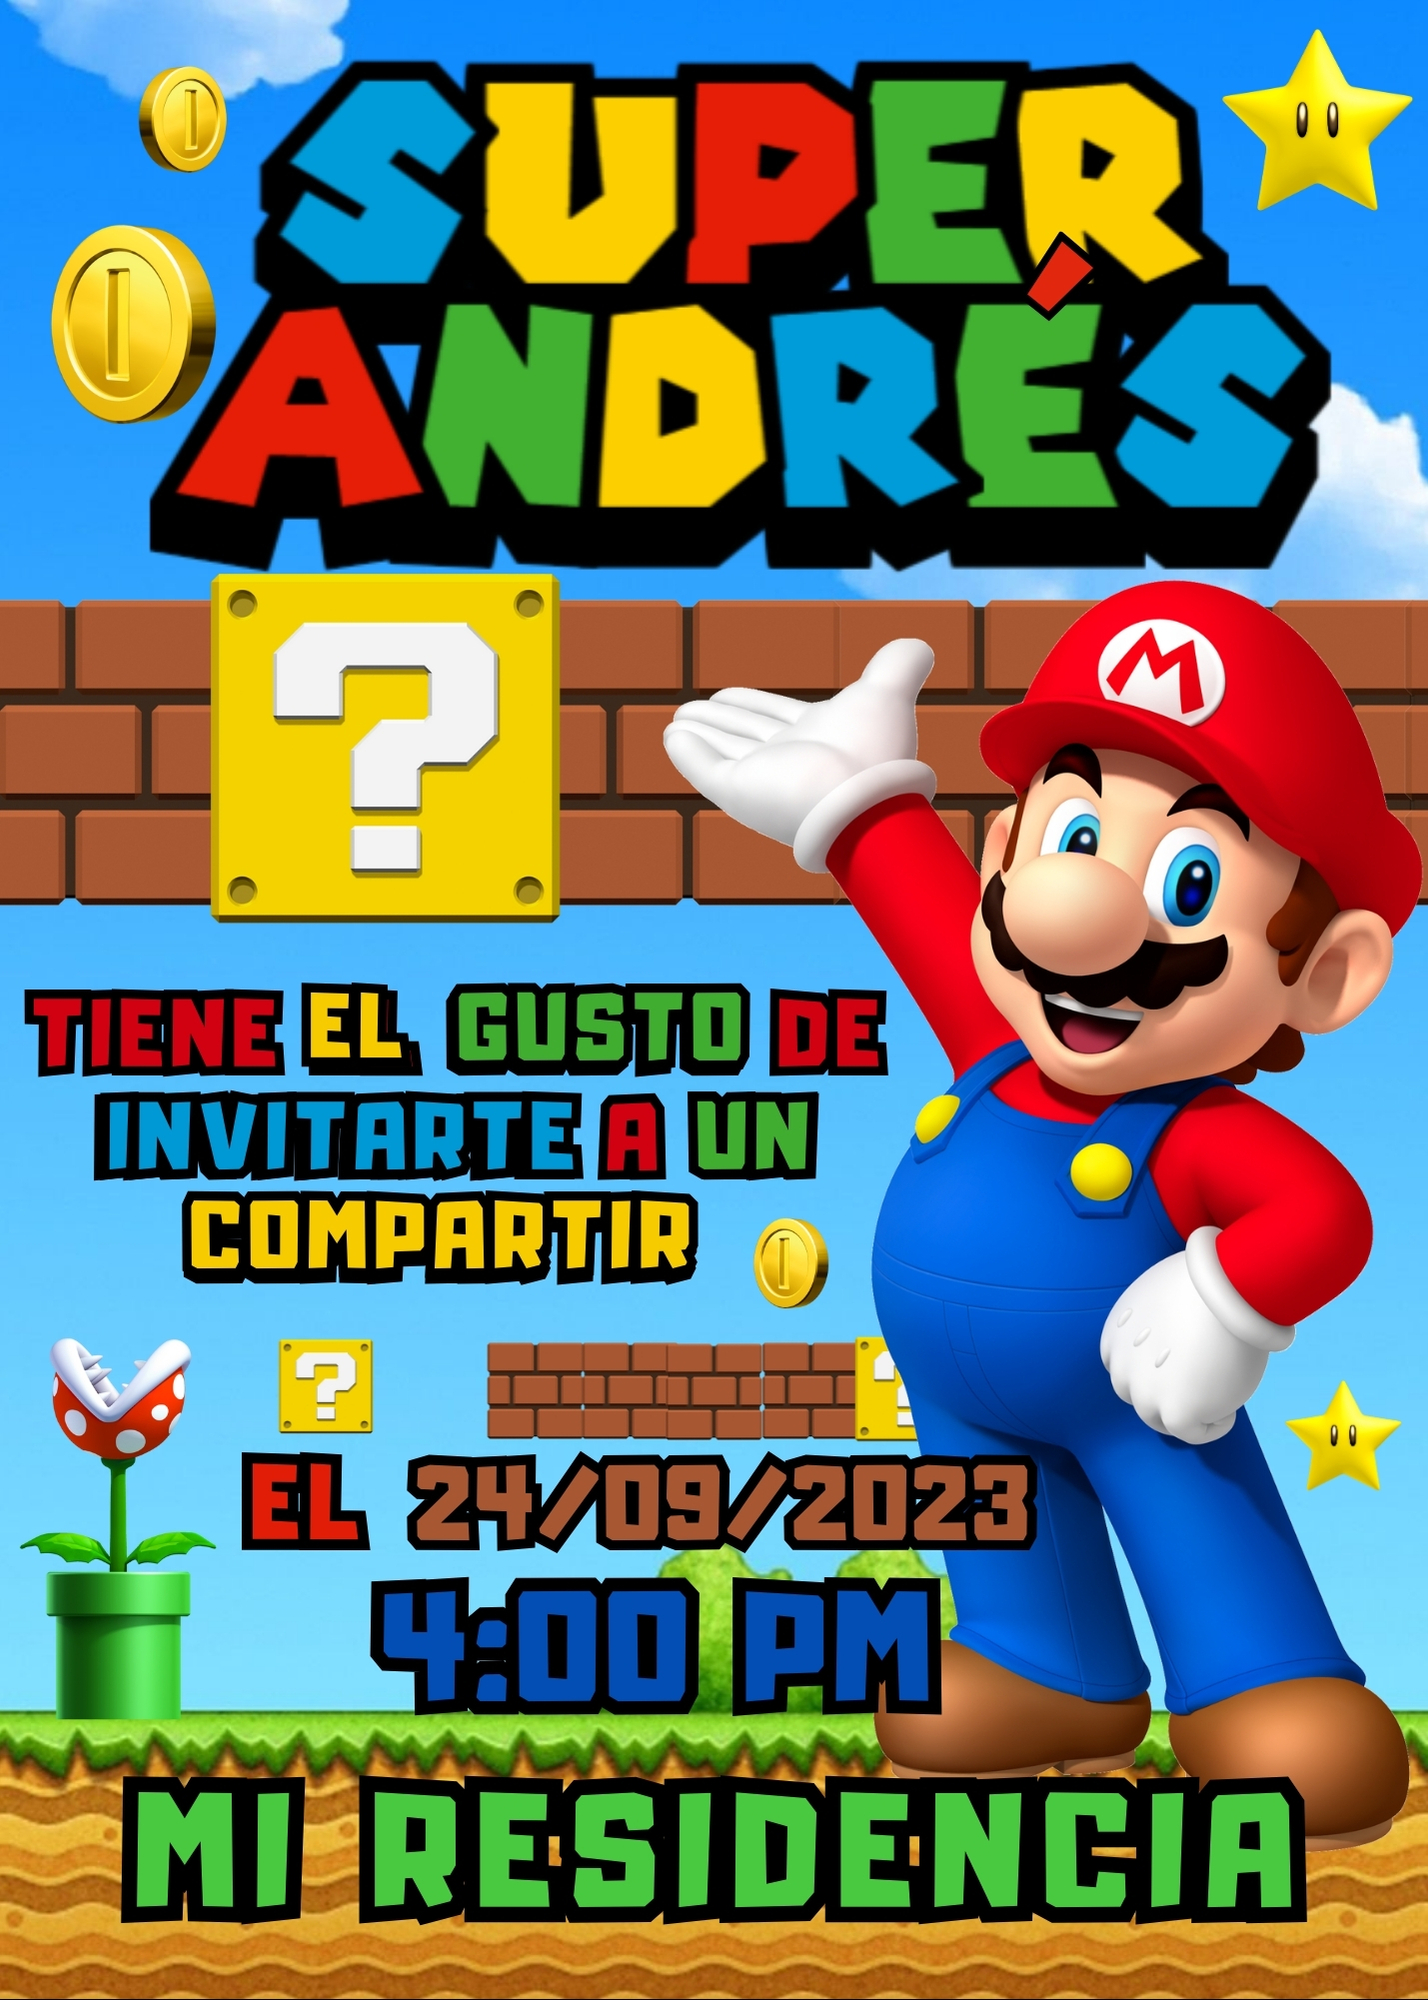 SUPER
ANDRÉS
?
M
TIENE EL GUSTO DE
INVITARTE A UN
COMPARTIR
?
?
EL 24/09/2023
4:00 PM
MI RESIDENCIA